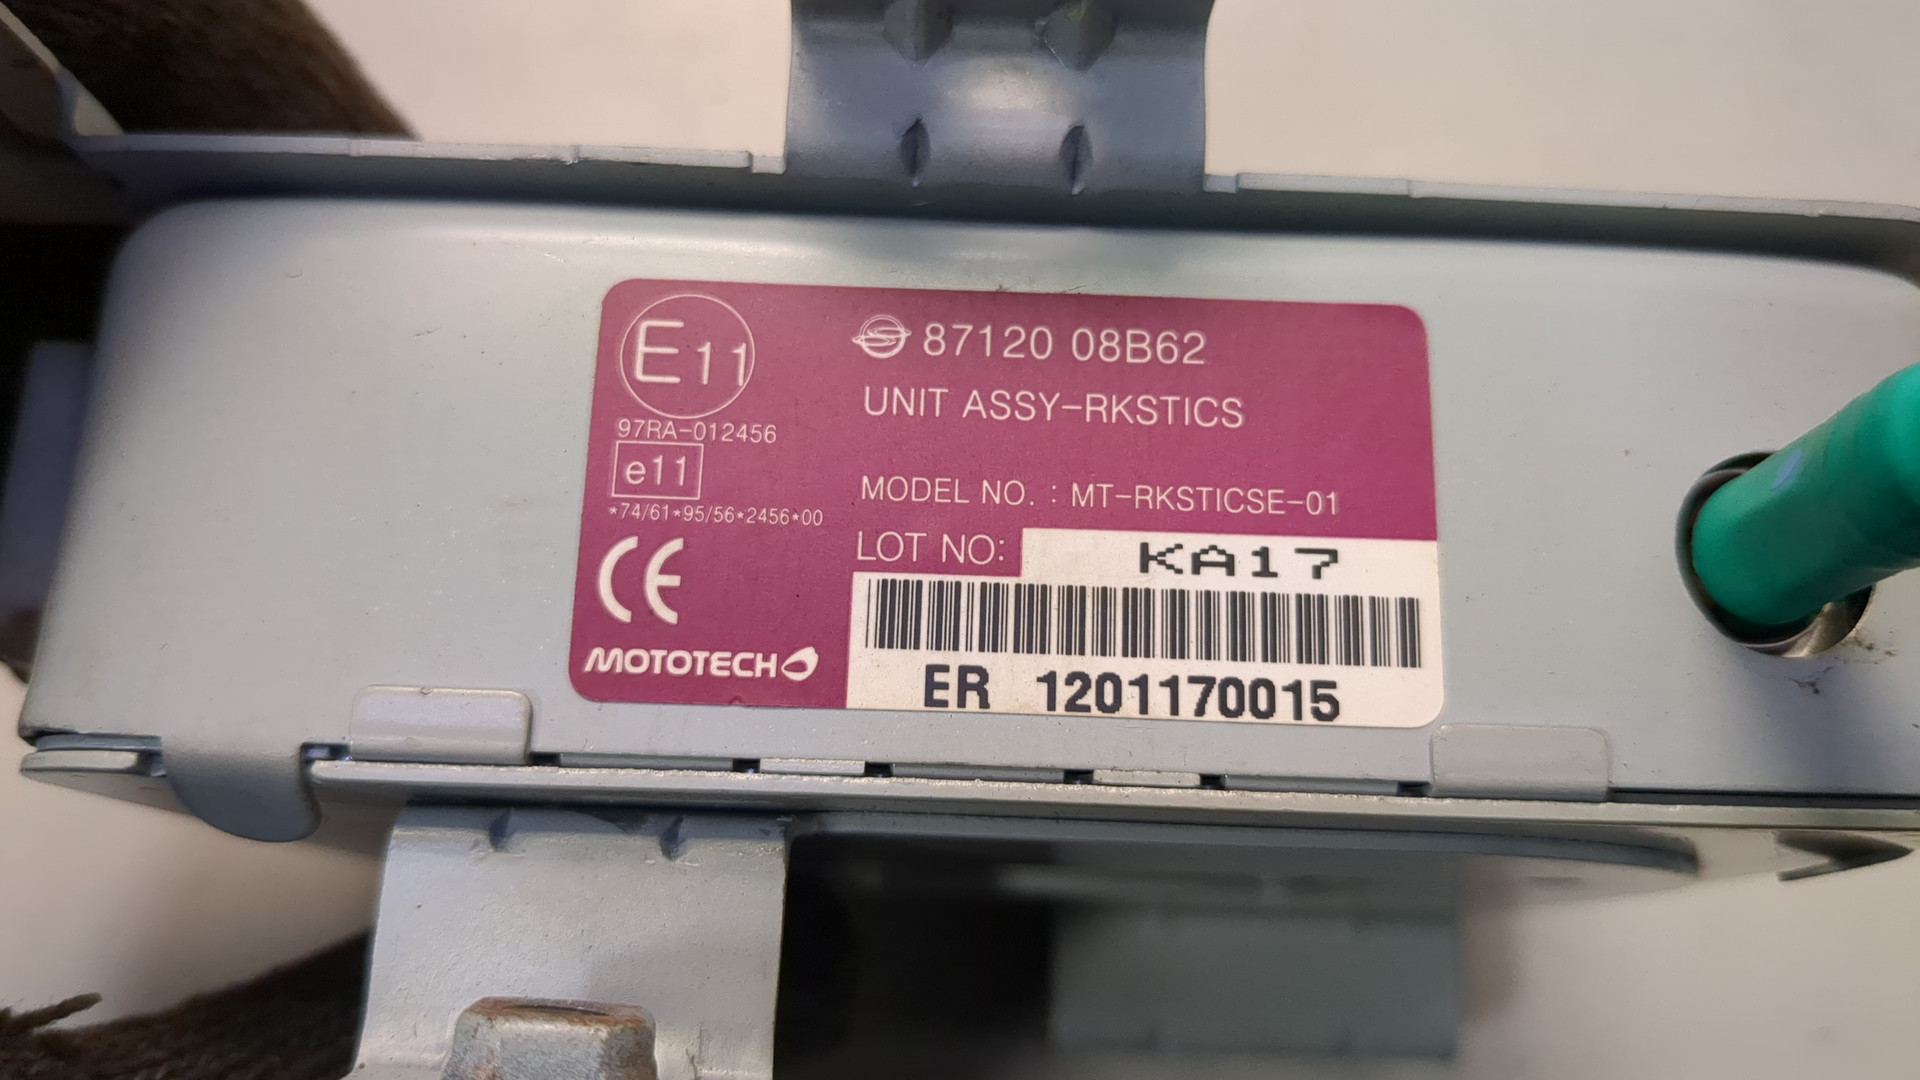 E11
97RA-012456
e11
*74/61*95/56*2456*00
CE
MOTOTECH
87120 08B62
UNIT ASSY-RKSTICS
MODEL NO. : MT-RKSTICSE-01
LOT NO: KA17
ER 1201170015